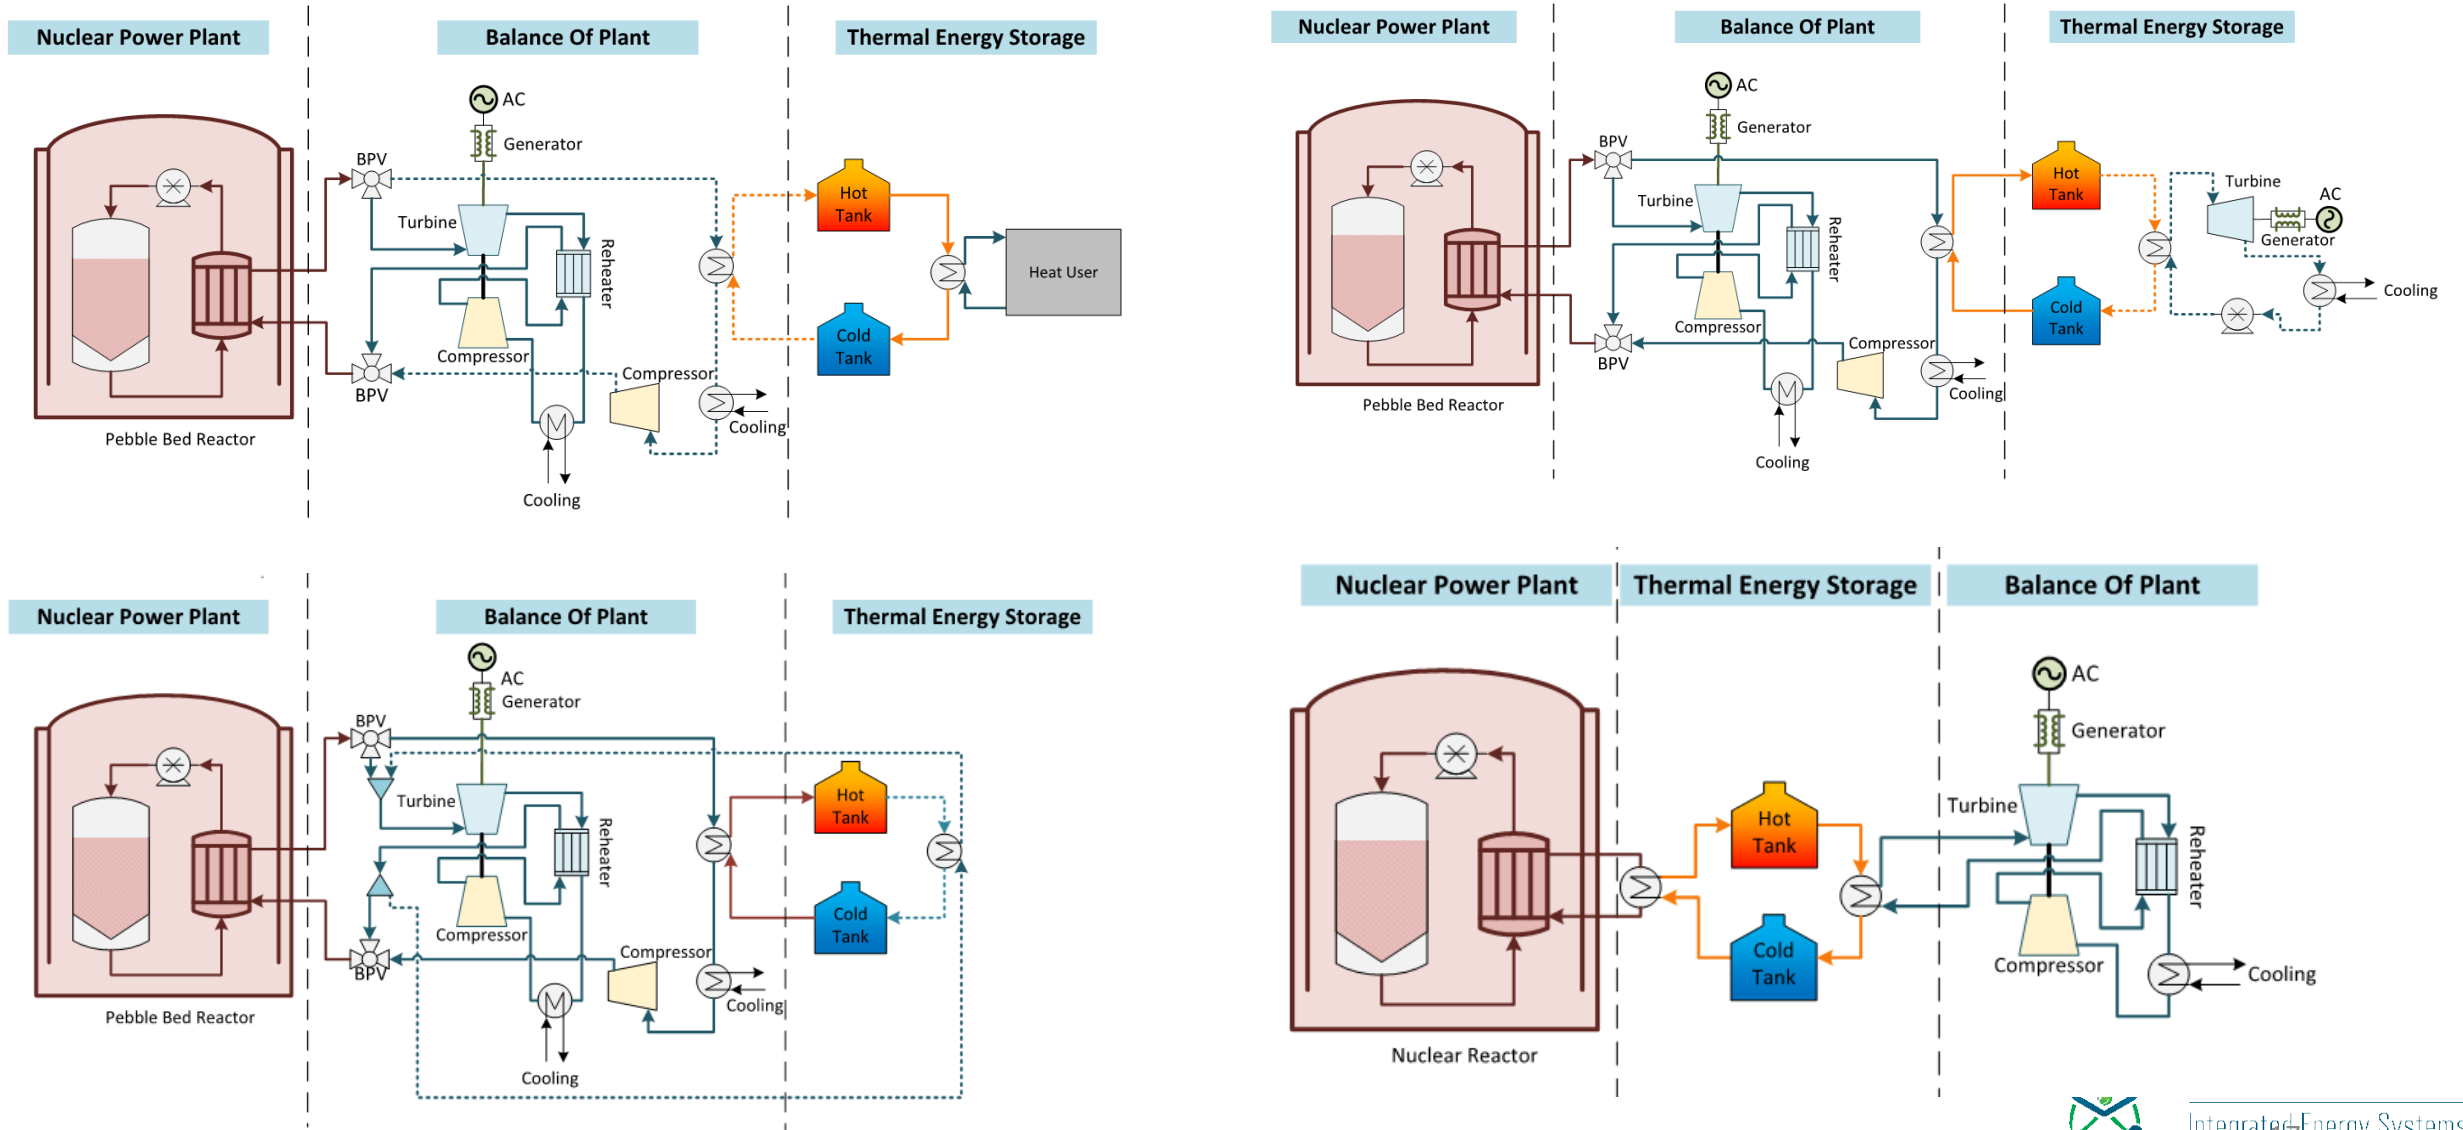 Nuclear Power Plant
Balance Of Plant
Thermal Energy Storage
AC
Generator
BPV
Turbine
Hot
Tank
Reheater
Heat User
Cold
Tank
Compressor
Compressor
BPV
Cooling
Pebble Bed Reactor
Cooling
Nuclear Power Plant
Balance Of Plant
Thermal Energy Storage
AC
Generator
BPV
Turbine
Hot
Tank
Turbine
AC
Generator
Reheater
Cooling
Cold
Tank
Compressor
Compressor
BPV
Cooling
Pebble Bed Reactor
Cooling
Nuclear Power Plant
Balance Of Plant
Thermal Energy Storage
AC
Generator
BPV
Turbine
Hot
Tank
Reheater
Cold
Tank
Compressor
Compressor
BPV
Cooling
Pebble Bed Reactor
Cooling
Nuclear Power Plant
Thermal Energy Storage
Balance Of Plant
AC
Generator
Turbine
Hot
Tank
Reheater
Cold
Tank
Compressor
Cooling
Nuclear Reactor
Integrated Energy Systems